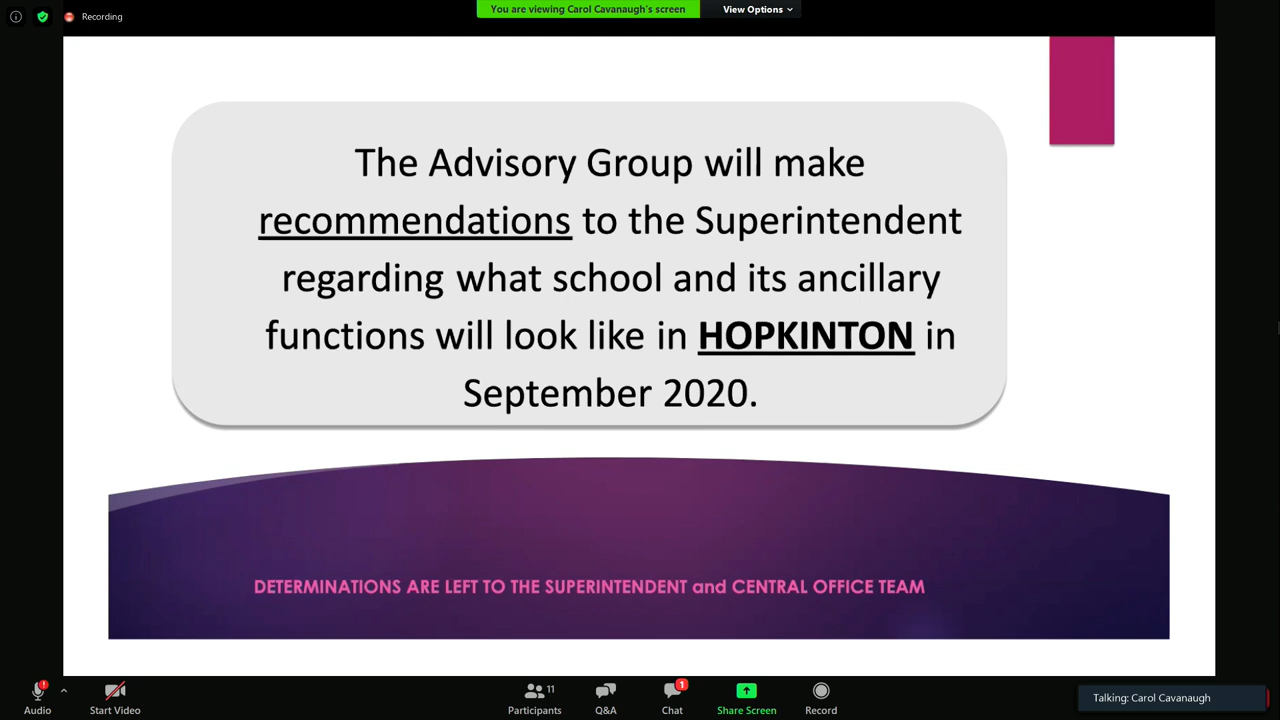 Recording
You are viewing Carol Cavanaugh's screen
View Options
The Advisory Group will make
recommendations to the Superintendent
regarding what school and its ancillary
functions will look like in HOPKINTON in
September 2020.
DETERMINATIONS ARE LEFT TO THE SUPERINTENDENT and CENTRAL OFFICE TEAM
Audio
Start Video
11
Participants
Q&A
1
Chat
Share Screen
Record
Talking: Carol Cavanaugh